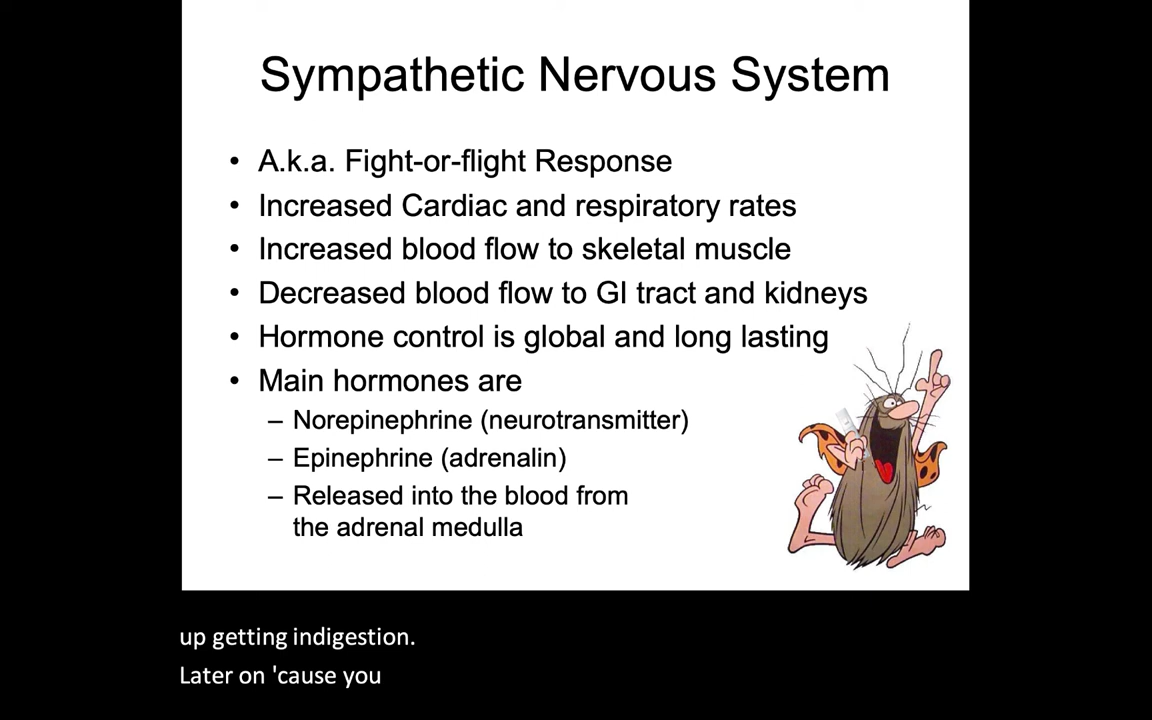 Sympathetic Nervous System
• A.k.a. Fight-or-flight Response
• Increased Cardiac and respiratory rates
• Increased blood flow to skeletal muscle
• Decreased blood flow to GI tract and kidneys
• Hormone control is global and long lasting
• Main hormones are
– Norepinephrine (neurotransmitter)
– Epinephrine (adrenalin)
– Released into the blood from
the adrenal medulla
up getting indigestion.
Later on 'cause you